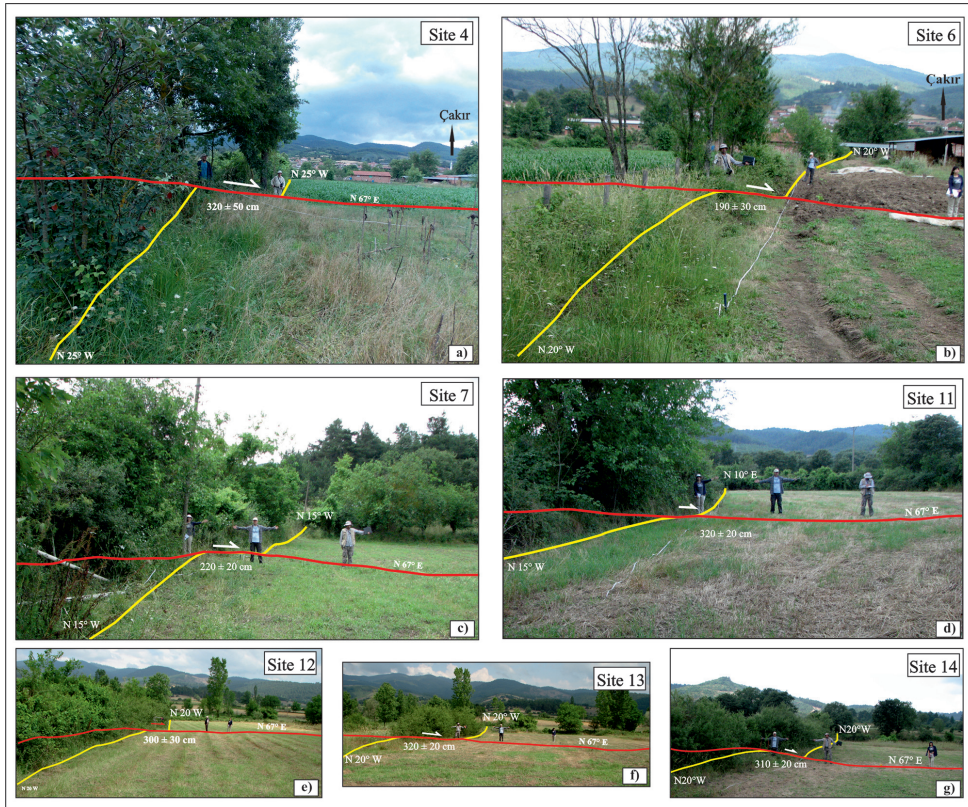 Site 4
Çakır
N 25° W
320 ± 50 cm
N 67° E
N 25° W
a)
Site 6
Çakır
N 20° W
190 ± 30 cm
N 67° E
N 20° W
b)
Site 7
N 15° W
220 ± 20 cm
N 67° E
N 15° W
c)
Site 11
N 10° E
N 67° E
320 ± 20 cm
N 15° W
d)
Site 12
N 20 W
N 67° E
300 ± 30 cm
N 20 W
e)
Site 13
N 20° W
320 ± 20 cm
N 67° E
N 20° W
f)
Site 14
N20°W
310 ± 20 cm
N 67° E
N20°W
g)